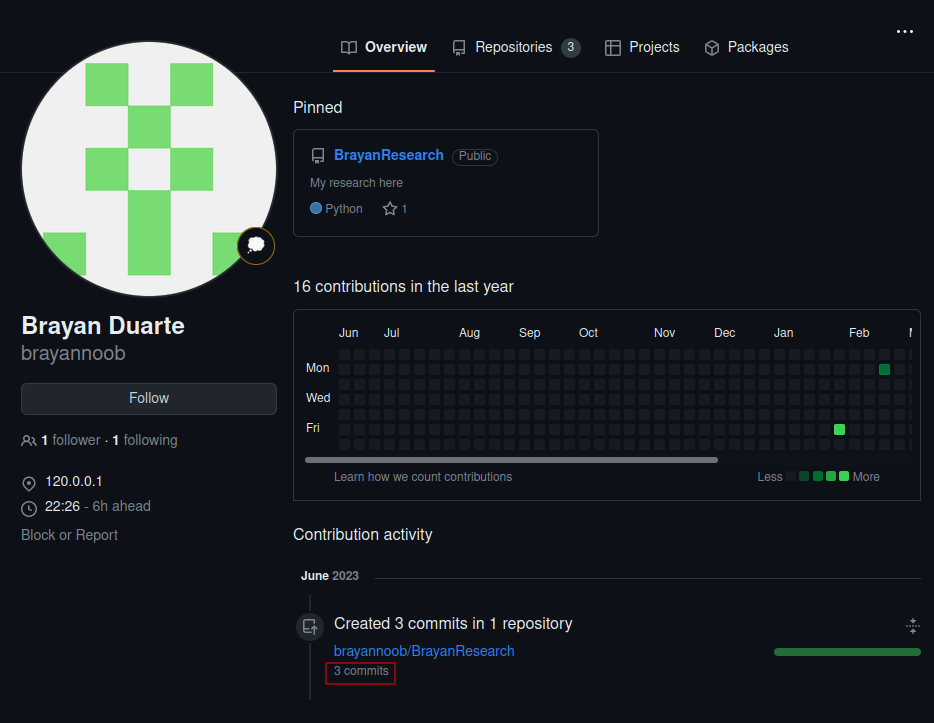 Overview Repositories 3 Projects Packages
Brayan Duarte
brayannoob
Follow
1 follower · 1 following
120.0.0.1
22:26 - 6h ahead
Block or Report
Pinned
BrayanResearch Public
My research here
Python 1
16 contributions in the last year
Jun Jul Aug Sep Oct Nov Dec Jan Feb
Mon
Wed
Fri
Learn how we count contributions
Less More
Contribution activity
June 2023
Created 3 commits in 1 repository
brayannoob/BrayanResearch
3 commits